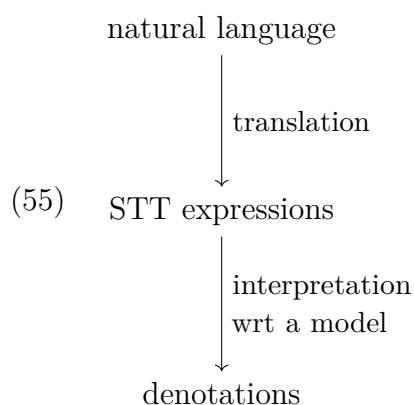 natural language
translation
(55) STT expressions
interpretation
wrt a model
denotations